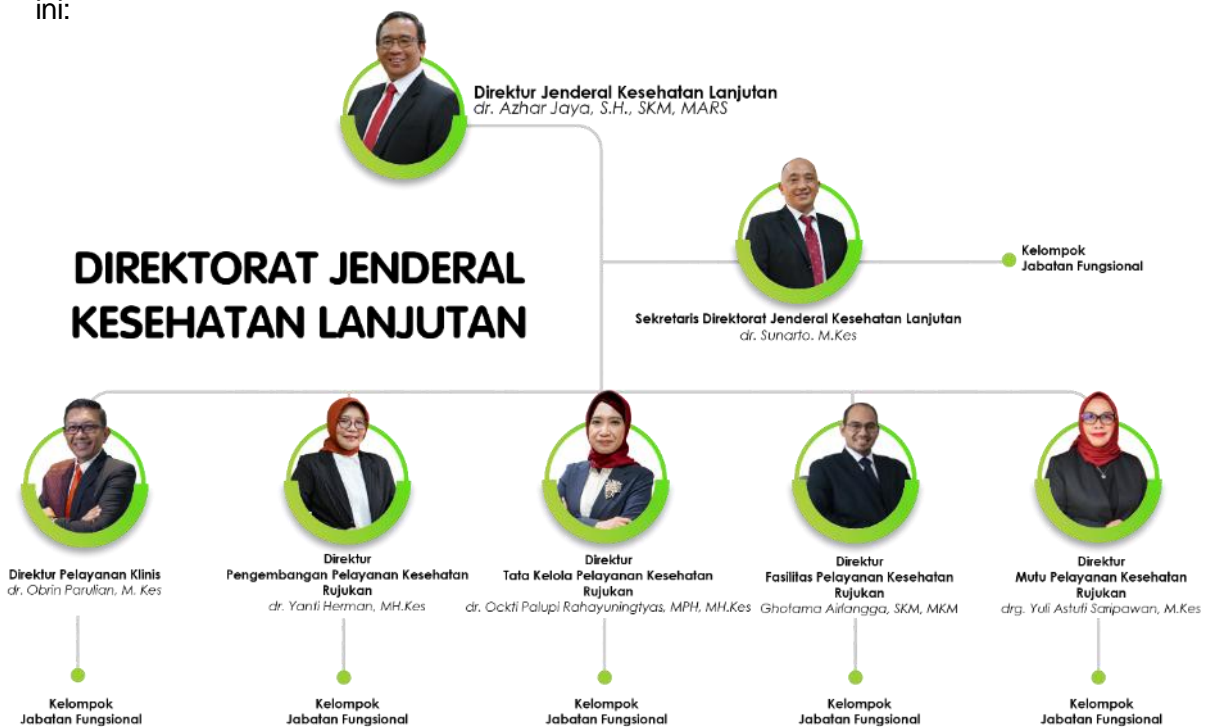 ini:
Direktur Jenderal Kesehatan Lanjutan
dr. Azhar Jaya, S.H., SKM, MARS
DIREKTORAT JENDERAL
KESEHATAN LANJUTAN
Kelompok
Jabatan Fungsional
Sekretaris Direktorat Jenderal Kesehatan Lanjutan
dr. Sunarto. M.Kes
Direktur Pelayanan Klinis
dr. Obrin Parulian, M. Kes
Direktur
Pengembangan Pelayanan Kesehatan
Rujukan
dr. Yanti Herman, MH.Kes
Direktur
Tata Kelola Pelayanan Kesehatan
Rujukan
dr. Ockti Palupi Rahayuningtyas, MPH, MH.Kes
Direktur
Fasilitas Pelayanan Kesehatan
Rujukan
Ghotama Airlangga, SKM, MKM
Direktur
Mutu Pelayanan Kesehatan
Rujukan
drg. Yuli Astuti Saripawan, M.Kes
Kelompok
Jabatan Fungsional
Kelompok
Jabatan Fungsional
Kelompok
Jabatan Fungsional
Kelompok
Jabatan Fungsional
Kelompok
Jabatan Fungsional